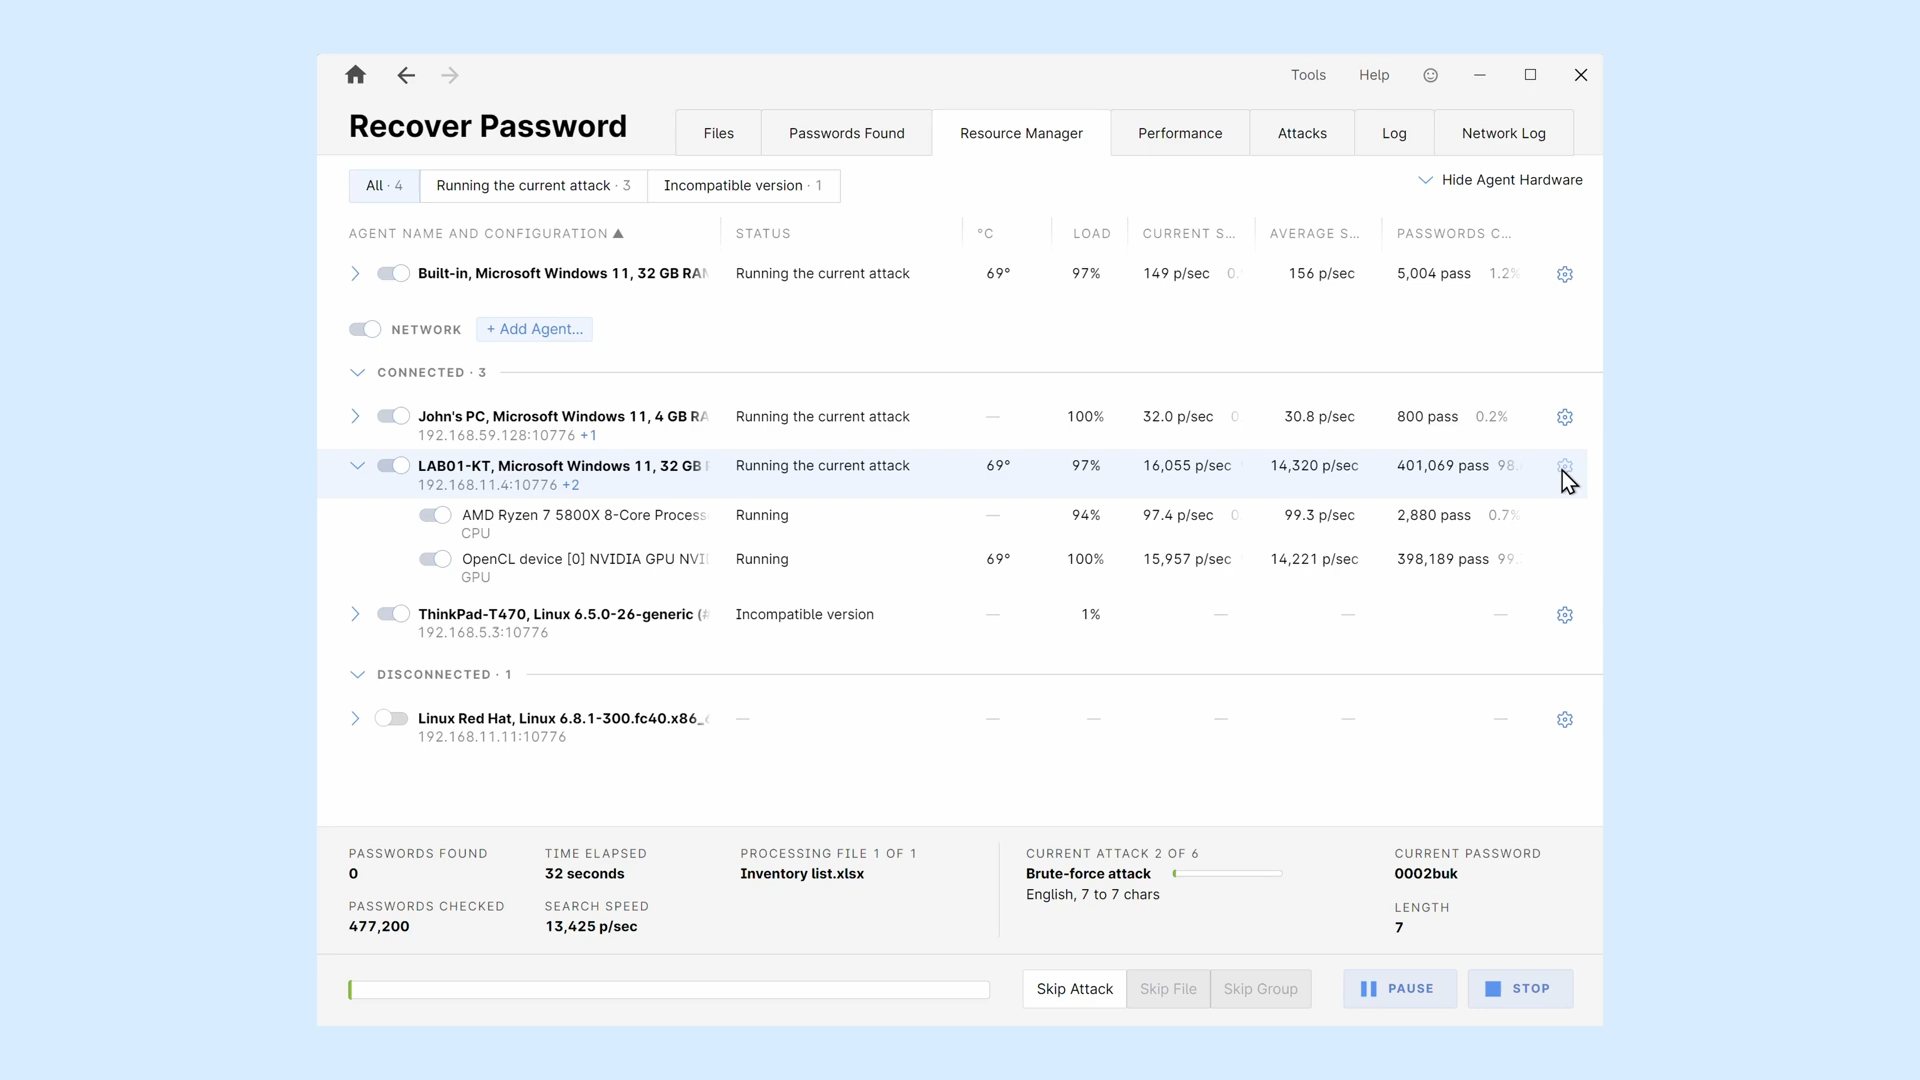 Tools Help
Recover Password
Files Passwords Found Resource Manager Performance Attacks Log Network Log
All · 4 Running the current attack · 3 Incompatible version · 1 Hide Agent Hardware
AGENT NAME AND CONFIGURATION ▲ STATUS °C LOAD CURRENT S... AVERAGE S... PASSWORDS C...
Built-in, Microsoft Windows 11, 32 GB RAM Running the current attack 69° 97% 149 p/sec 0. 156 p/sec 5,004 pass 1.2%
NETWORK + Add Agent...
CONNECTED · 3
John's PC, Microsoft Windows 11, 4 GB RA Running the current attack — 100% 32.0 p/sec 0 30.8 p/sec 800 pass 0.2%
192.168.59.128:10776 +1
LAB01-KT, Microsoft Windows 11, 32 GB Running the current attack 69° 97% 16,055 p/sec 14,320 p/sec 401,069 pass 98.
192.168.11.4:10776 +2
AMD Ryzen 7 5800X 8-Core Process Running — 94% 97.4 p/sec 0. 99.3 p/sec 2,880 pass 0.7%
CPU
OpenCL device [0] NVIDIA GPU NVI Running 69° 100% 15,957 p/sec 14,221 p/sec 398,189 pass 99.
GPU
ThinkPad-T470, Linux 6.5.0-26-generic (# Incompatible version — 1% — — —
192.168.5.3:10776
DISCONNECTED · 1
Linux Red Hat, Linux 6.8.1-300.fc40.x86_ — — — — — —
192.168.11.11:10776
PASSWORDS FOUND TIME ELAPSED PROCESSING FILE 1 OF 1 CURRENT ATTACK 2 OF 6 CURRENT PASSWORD
0 32 seconds Inventory list.xlsx Brute-force attack 0002buk
English, 7 to 7 chars
PASSWORDS CHECKED SEARCH SPEED LENGTH
477,200 13,425 p/sec 7
Skip Attack Skip File Skip Group PAUSE STOP